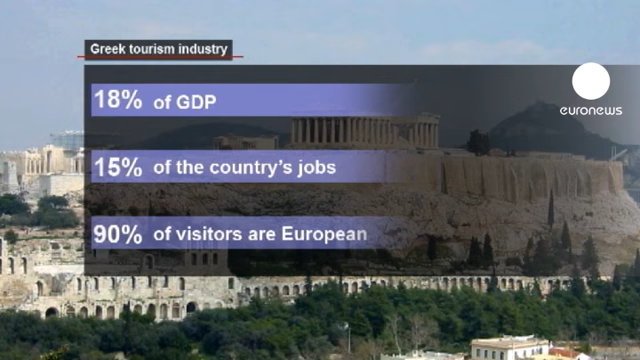 Greek tourism industry
18% of GDP
euronews
15% of the country's jobs
90% of visitors are European